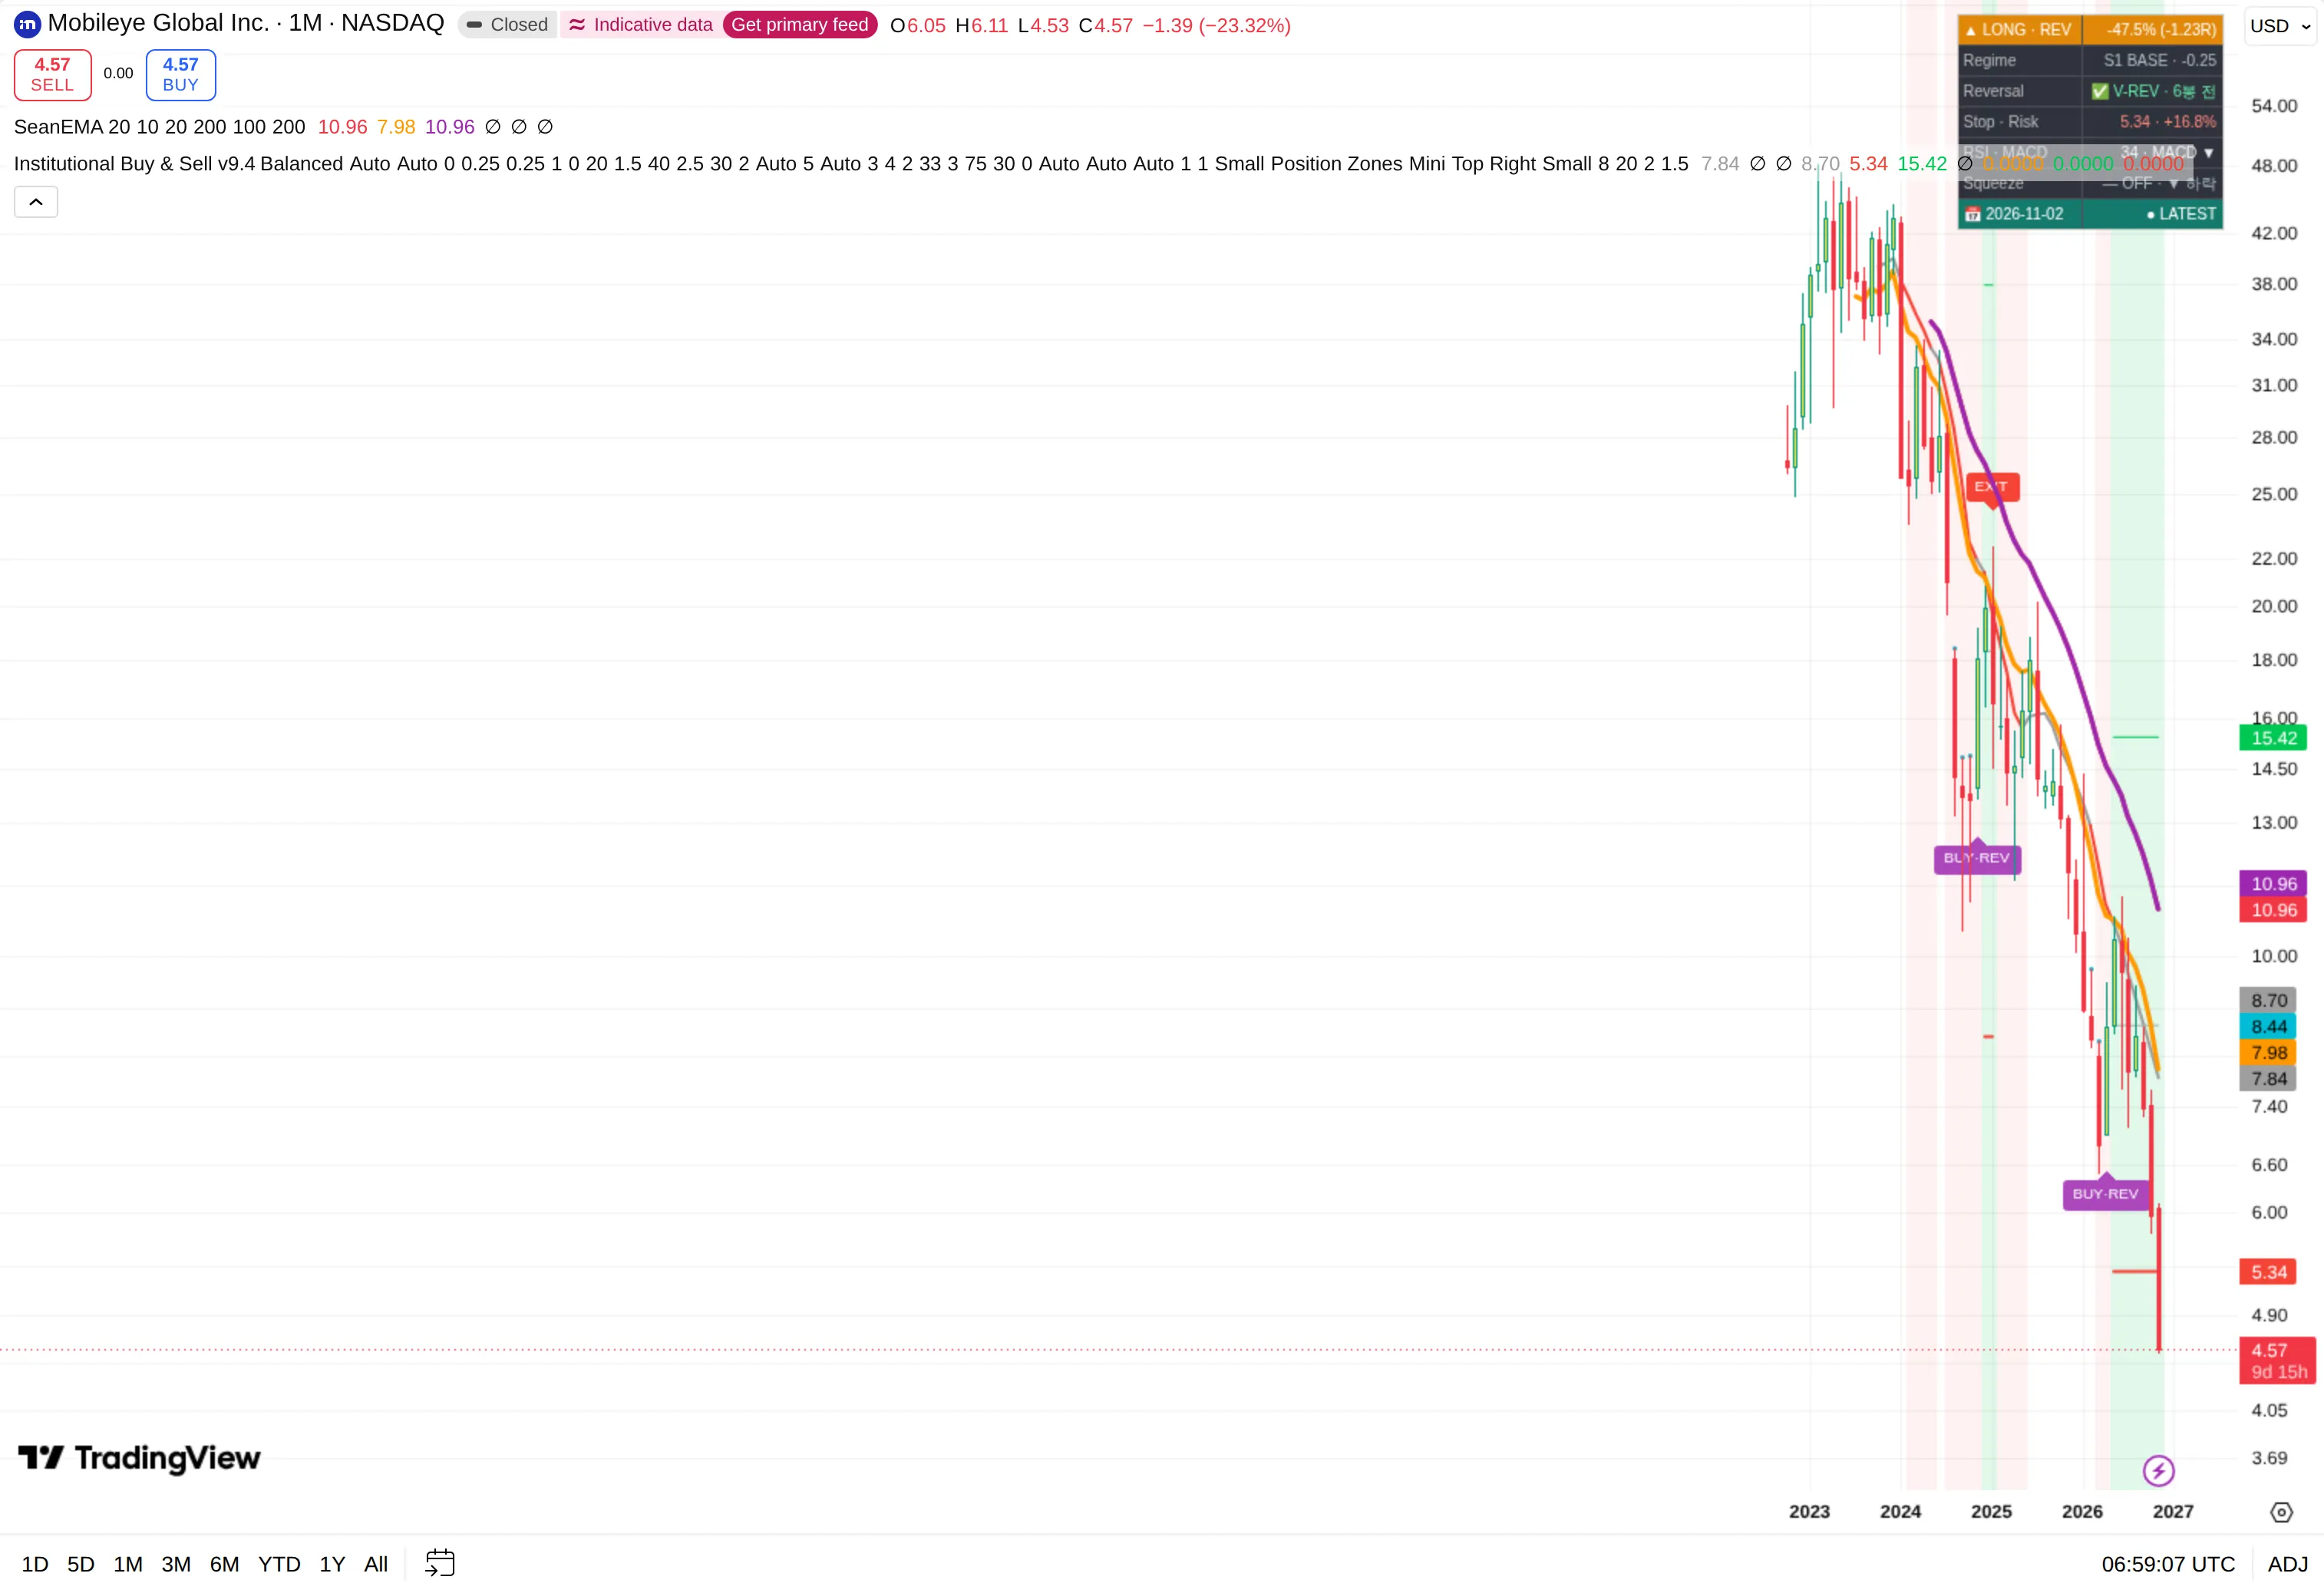 Mobileye Global Inc. · 1M · NASDAQ Closed Indicative data Get primary feed O6.05 H6.11 L4.53 C4.57 −1.39 (−23.32%)
USD
4.57 SELL
0.00
4.57 BUY
SeanEMA 20 10 20 200 100 200 10.96 7.98 10.96 ∅ ∅ ∅
Institutional Buy & Sell v9.4 Balanced Auto Auto 0 0.25 0.25 1 0 20 1.5 40 2.5 30 2 Auto 5 Auto 3 4 2 33 3 75 30 0 Auto Auto Auto 1 1 Small Position Zones Mini Top Right Small 8 20 2 1.5 7.84 ∅ ∅ 8.70 5.34 15.42 ∅ 0.0000 0.0000 0.0000
▲ LONG · REV -47.5% (-1.23R)
Regime S1 BASE · -0.25
Reversal ✅ V-REV · 6봉 전
Stop · Risk 5.34 · +16.8%
RSI · MACD 34 · MACD ▼
Squeeze — OFF · ▼ 하락
📅 2026-11-02 ● LATEST
54.00
48.00
42.00
38.00
34.00
31.00
28.00
25.00
22.00
20.00
18.00
16.00
15.42
14.50
13.00
10.96
10.96
10.00
8.70
8.44
7.98
7.84
7.40
6.60
6.00
5.34
4.90
4.57
9d 15h
4.05
3.69
EXIT
BUY-REV
BUY-REV
TradingView
2023 2024 2025 2026 2027
1D 5D 1M 3M 6M YTD 1Y All
06:59:07 UTC ADJ